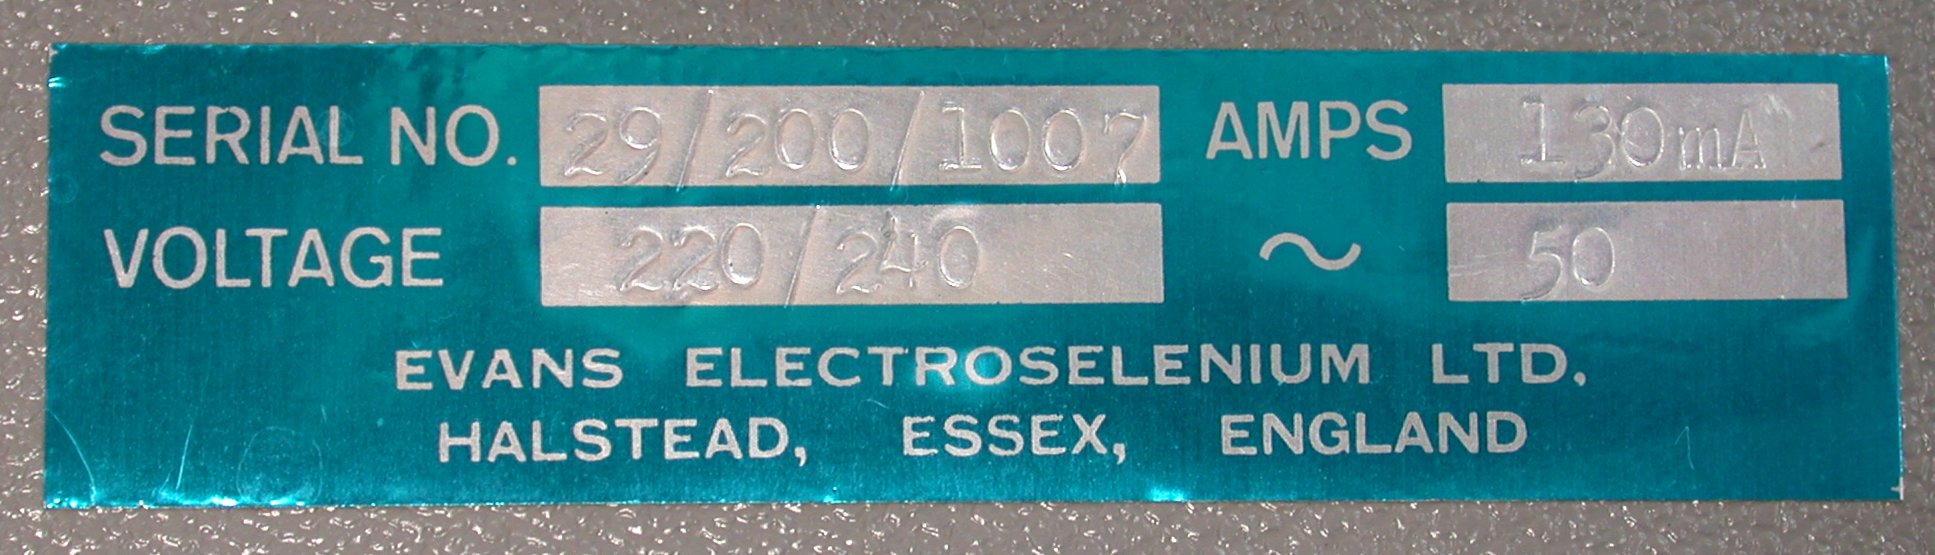 SERIAL NO. 29/200/1007 AMPS 130mA
VOLTAGE 220/240 ~ 50
EVANS ELECTROSELENIUM LTD.
HALSTEAD, ESSEX, ENGLAND